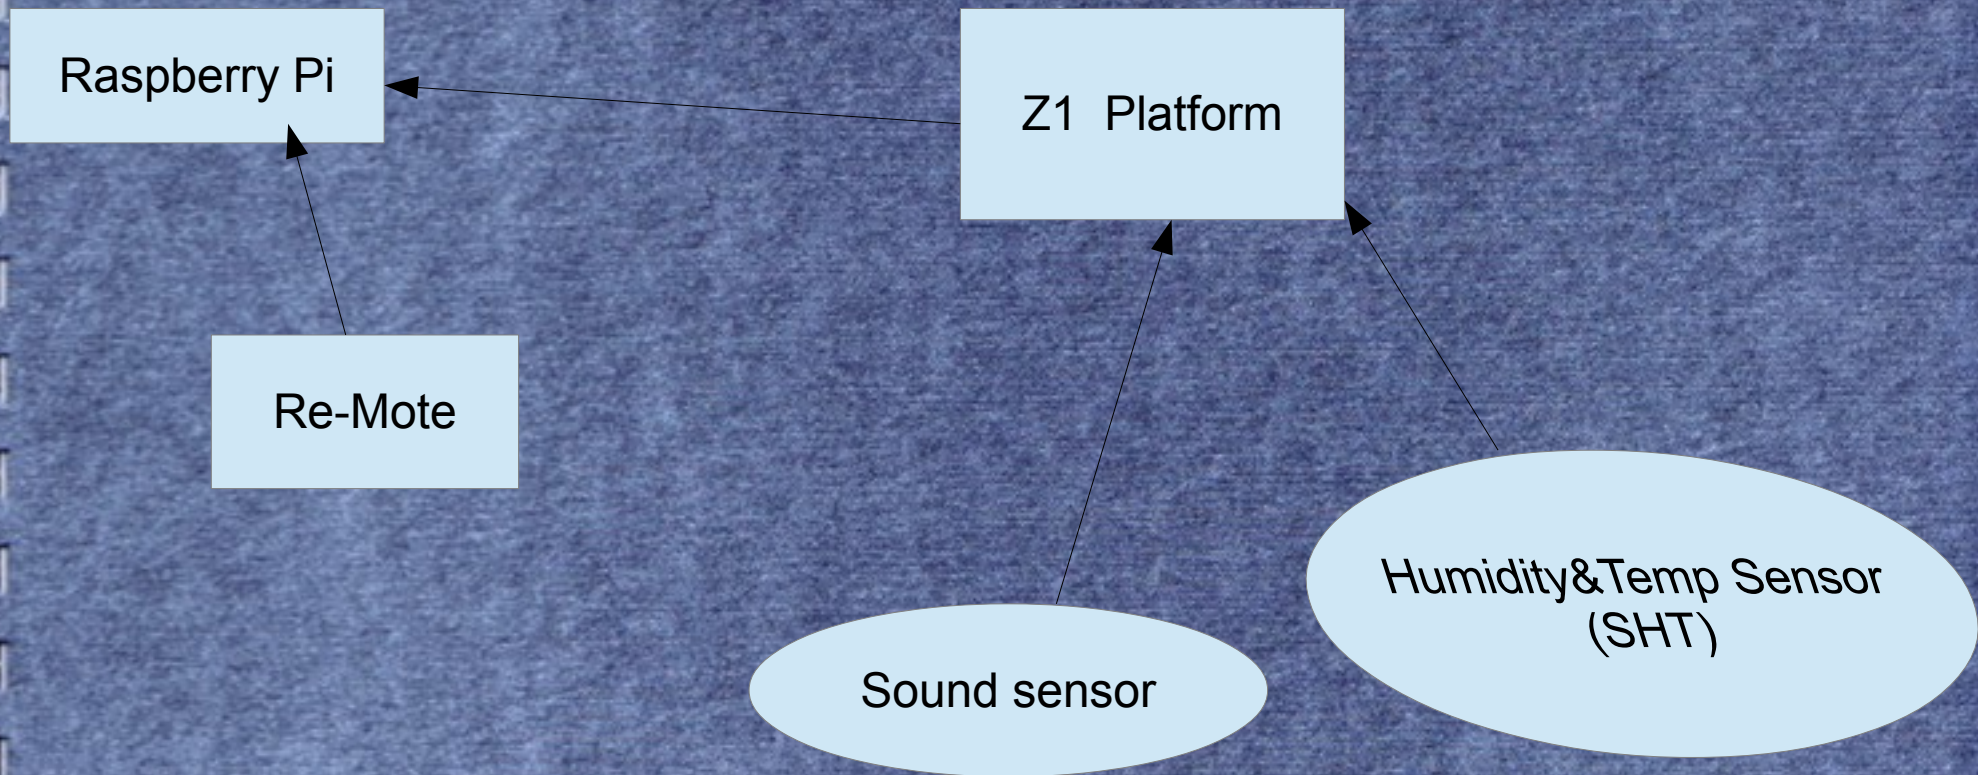 Raspberry Pi
Z1  Platform
Re-Mote
Humidity&Temp Sensor
(SHT)
Sound sensor